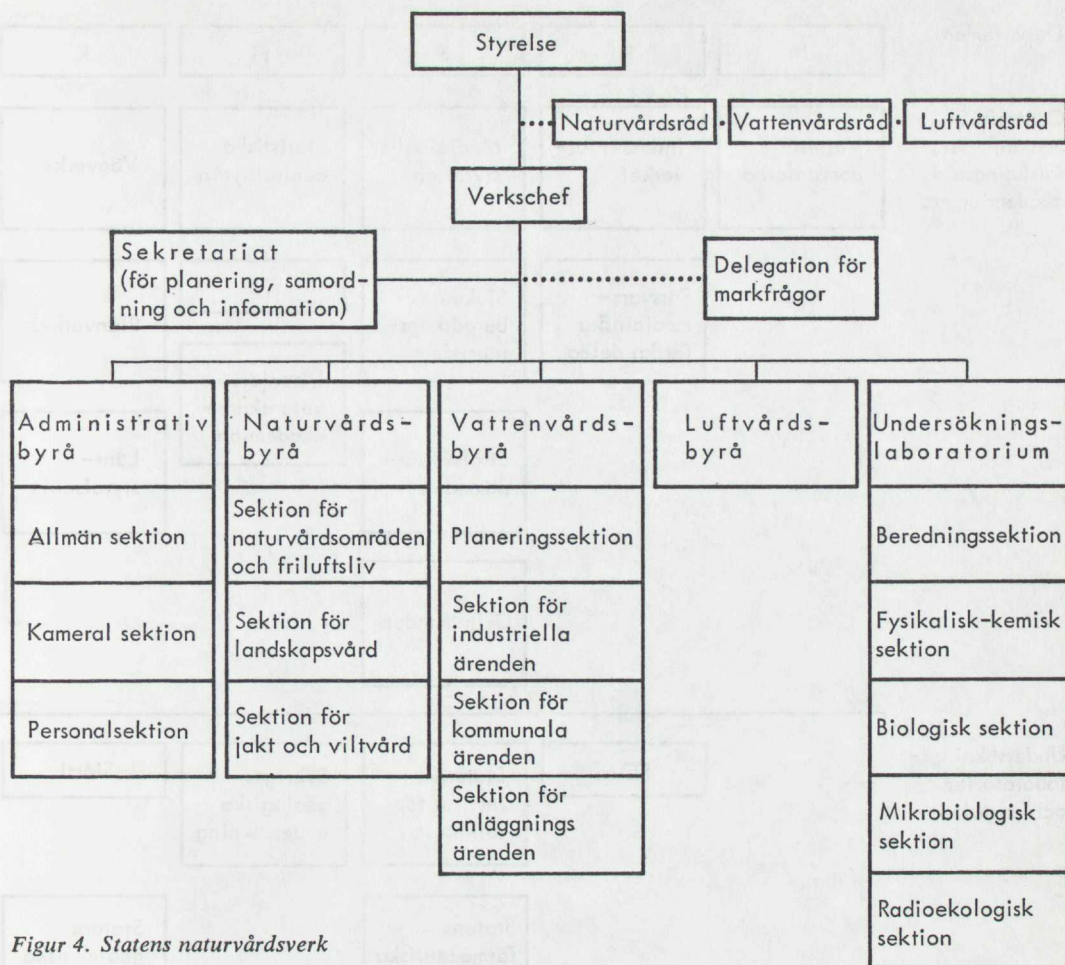 Styrelse
Naturvårdsråd
Vattenvårdsråd
Luftvårdsråd
Verkschef
Sekretariat
(för planering, samord-
ning och information)
Delegation för
markfrågor
Administrativ
byrå
Allmän sektion
Kameral sektion
Personalsektion
Naturvårds-
byrå
Sektion för
naturvårdsområden
och friluftsliv
Sektion för
landskapsvård
Sektion för
jakt och viltvård
Vattenvårds-
byrå
Planeringssektion
Sektion för
industriella
ärenden
Sektion för
kommunala
ärenden
Sektion för
anläggnings
ärenden
Luftvårds-
byrå
Undersöknings-
laboratorium
Beredningssektion
Fysikalisk-kemisk
sektion
Biologisk sektion
Mikrobiologisk
sektion
Radioekologisk
sektion
Figur 4. Statens naturvårdsverk